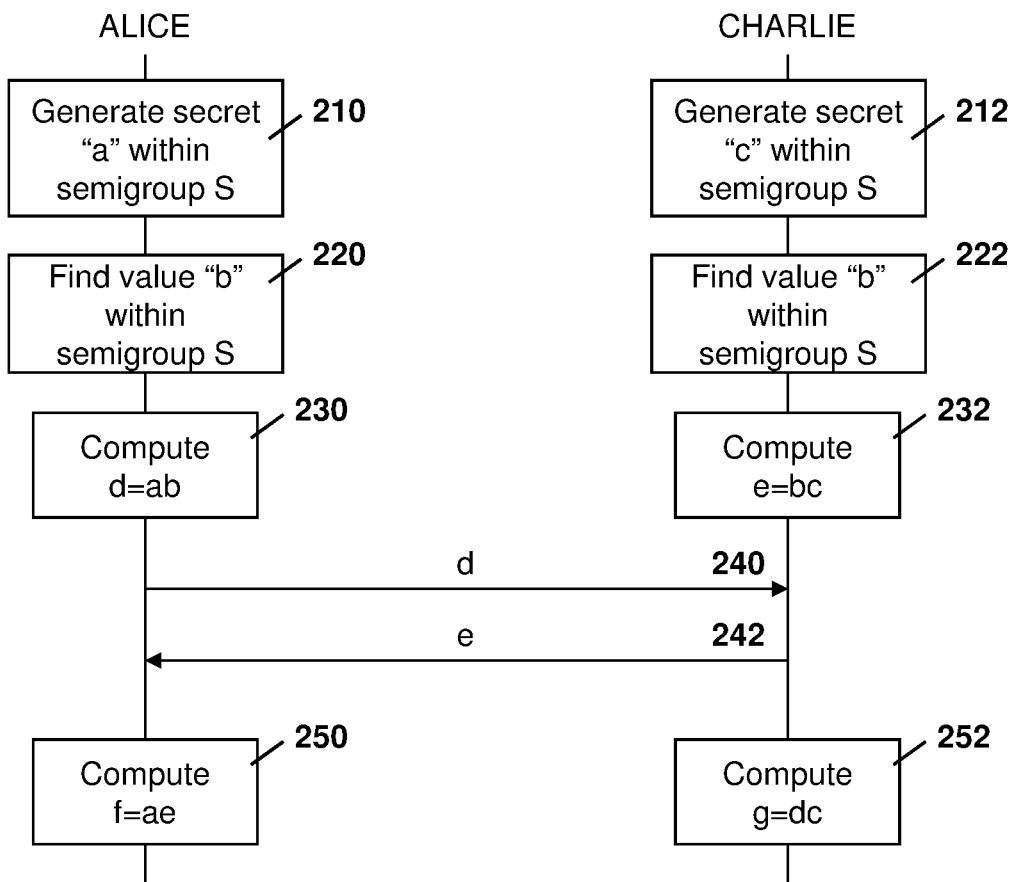 ALICE
CHARLIE
Generate secret
“a” within
semigroup S
210
Generate secret
“c” within
semigroup S
212
Find value “b”
within
semigroup S
220
Find value “b”
within
semigroup S
222
Compute
d=ab
230
Compute
e=bc
232
d
240
e
242
Compute
f=ae
250
Compute
g=dc
252